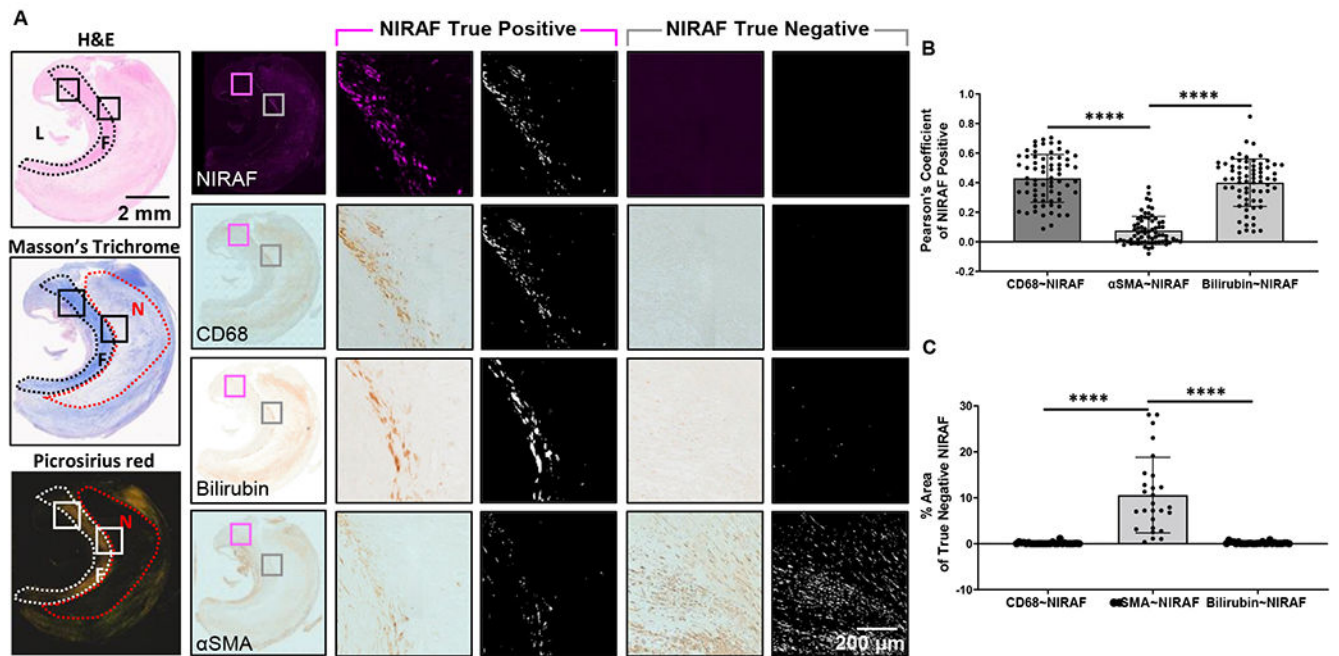 A
H&E
L
F
2 mm
Masson's Trichrome
N
F
Picrosirius red
N
F
NIRAF
CD68
Bilirubin
αSMA
NIRAF True Positive
NIRAF True Negative
200 μm
B
Pearson's Coefficient
of NIRAF Positive
1.0
0.8
0.6
0.4
0.2
0.0
-0.2
****
****
CD68~NIRAF
αSMA~NIRAF
Bilirubin~NIRAF
C
% Area
of True Negative NIRAF
30
20
10
0
-10
****
****
CD68~NIRAF
SMA~NIRAF
Bilirubin~NIRAF